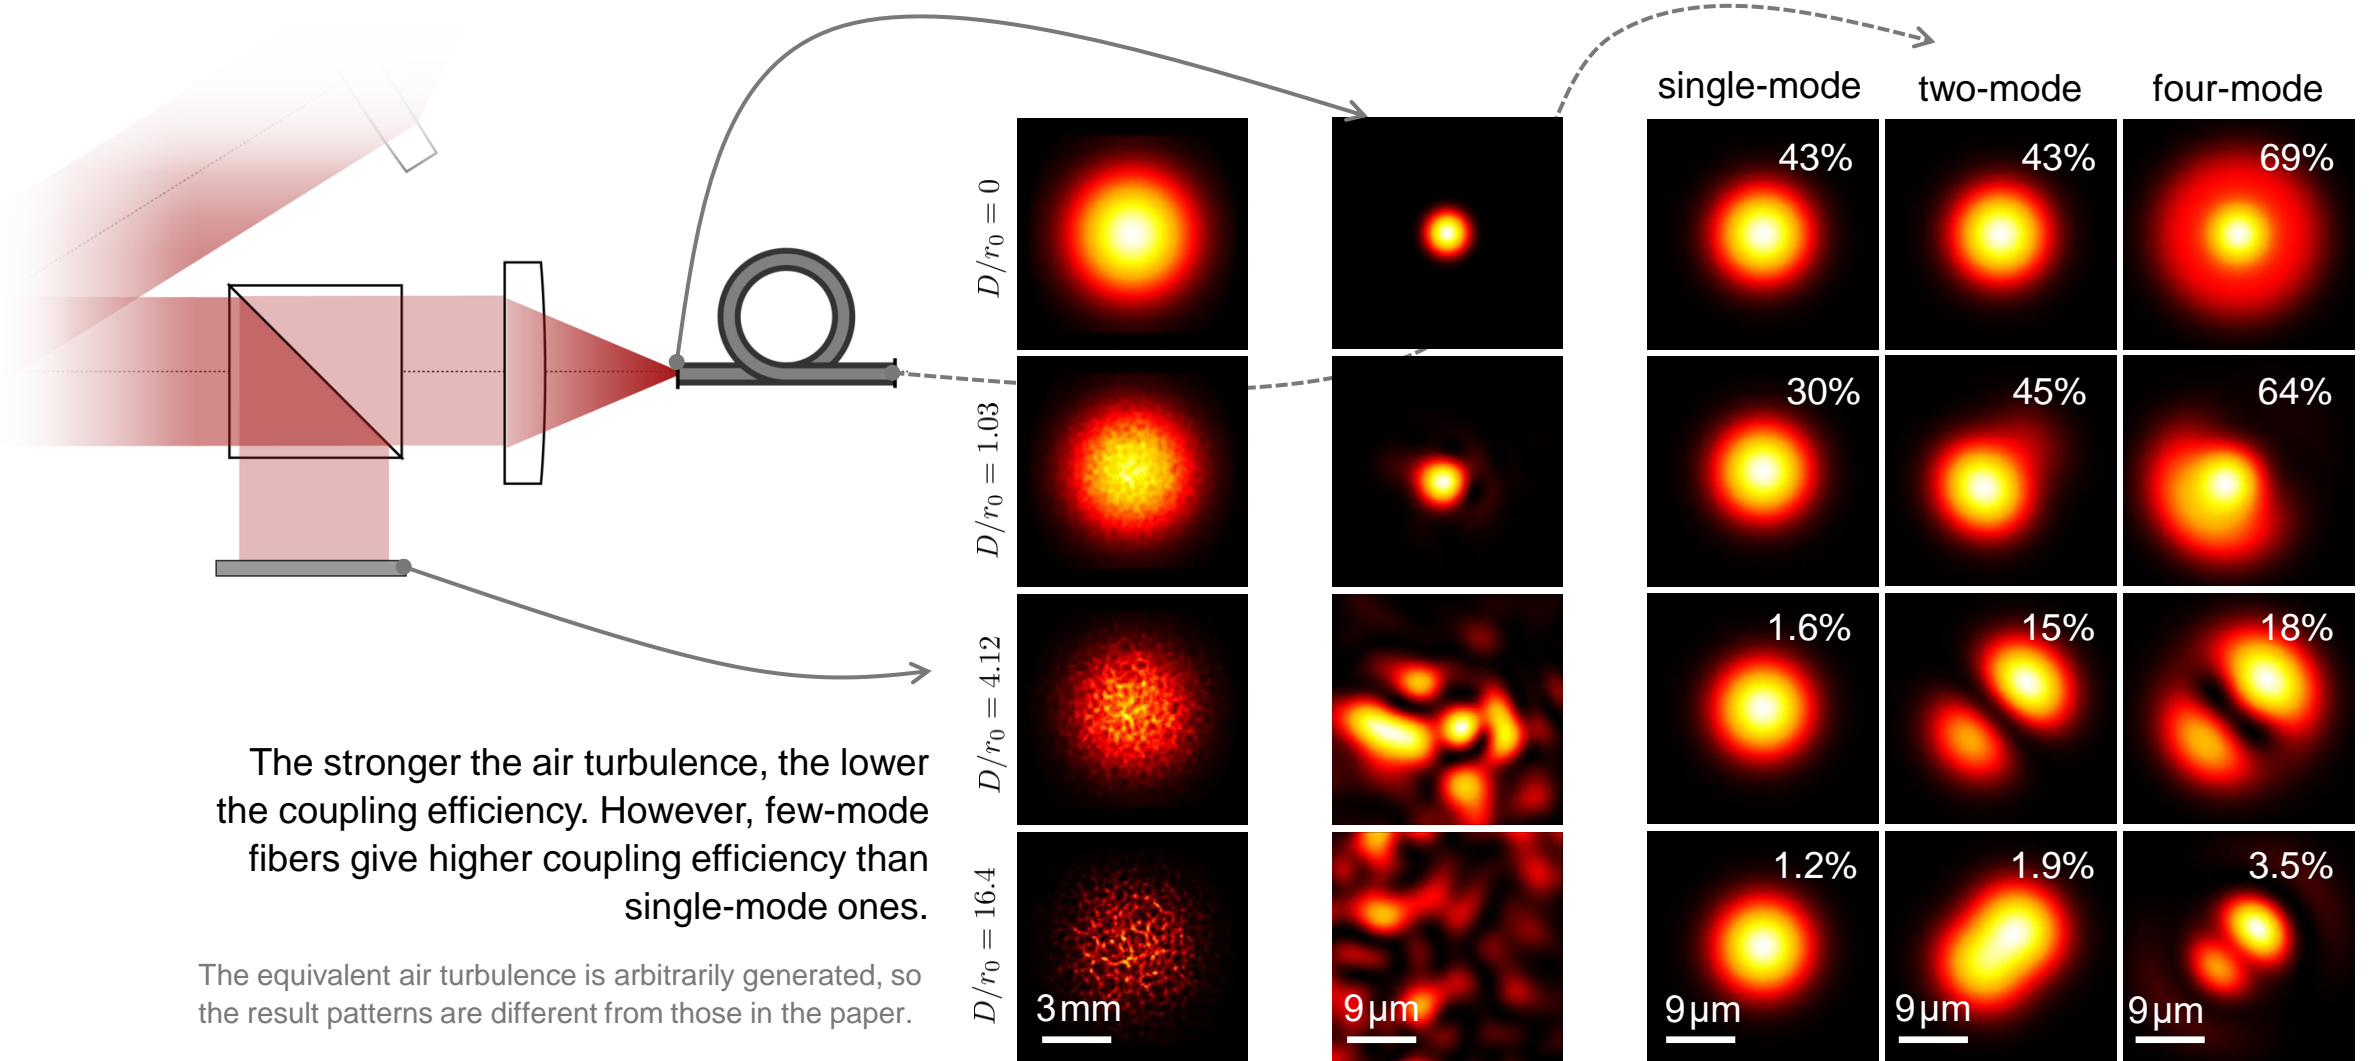 single-mode two-mode four-mode
D/r₀ = 0
43% 43% 69%
D/r₀ = 1.03
30% 45% 64%
D/r₀ = 4.12
1.6% 15% 18%
The stronger the air turbulence, the lower
the coupling efficiency. However, few-mode
fibers give higher coupling efficiency than
single-mode ones.
D/r₀ = 16.4
1.2% 1.9% 3.5%
The equivalent air turbulence is arbitrarily generated, so
the result patterns are different from those in the paper.
3 mm 9 μm 9 μm 9 μm 9 μm